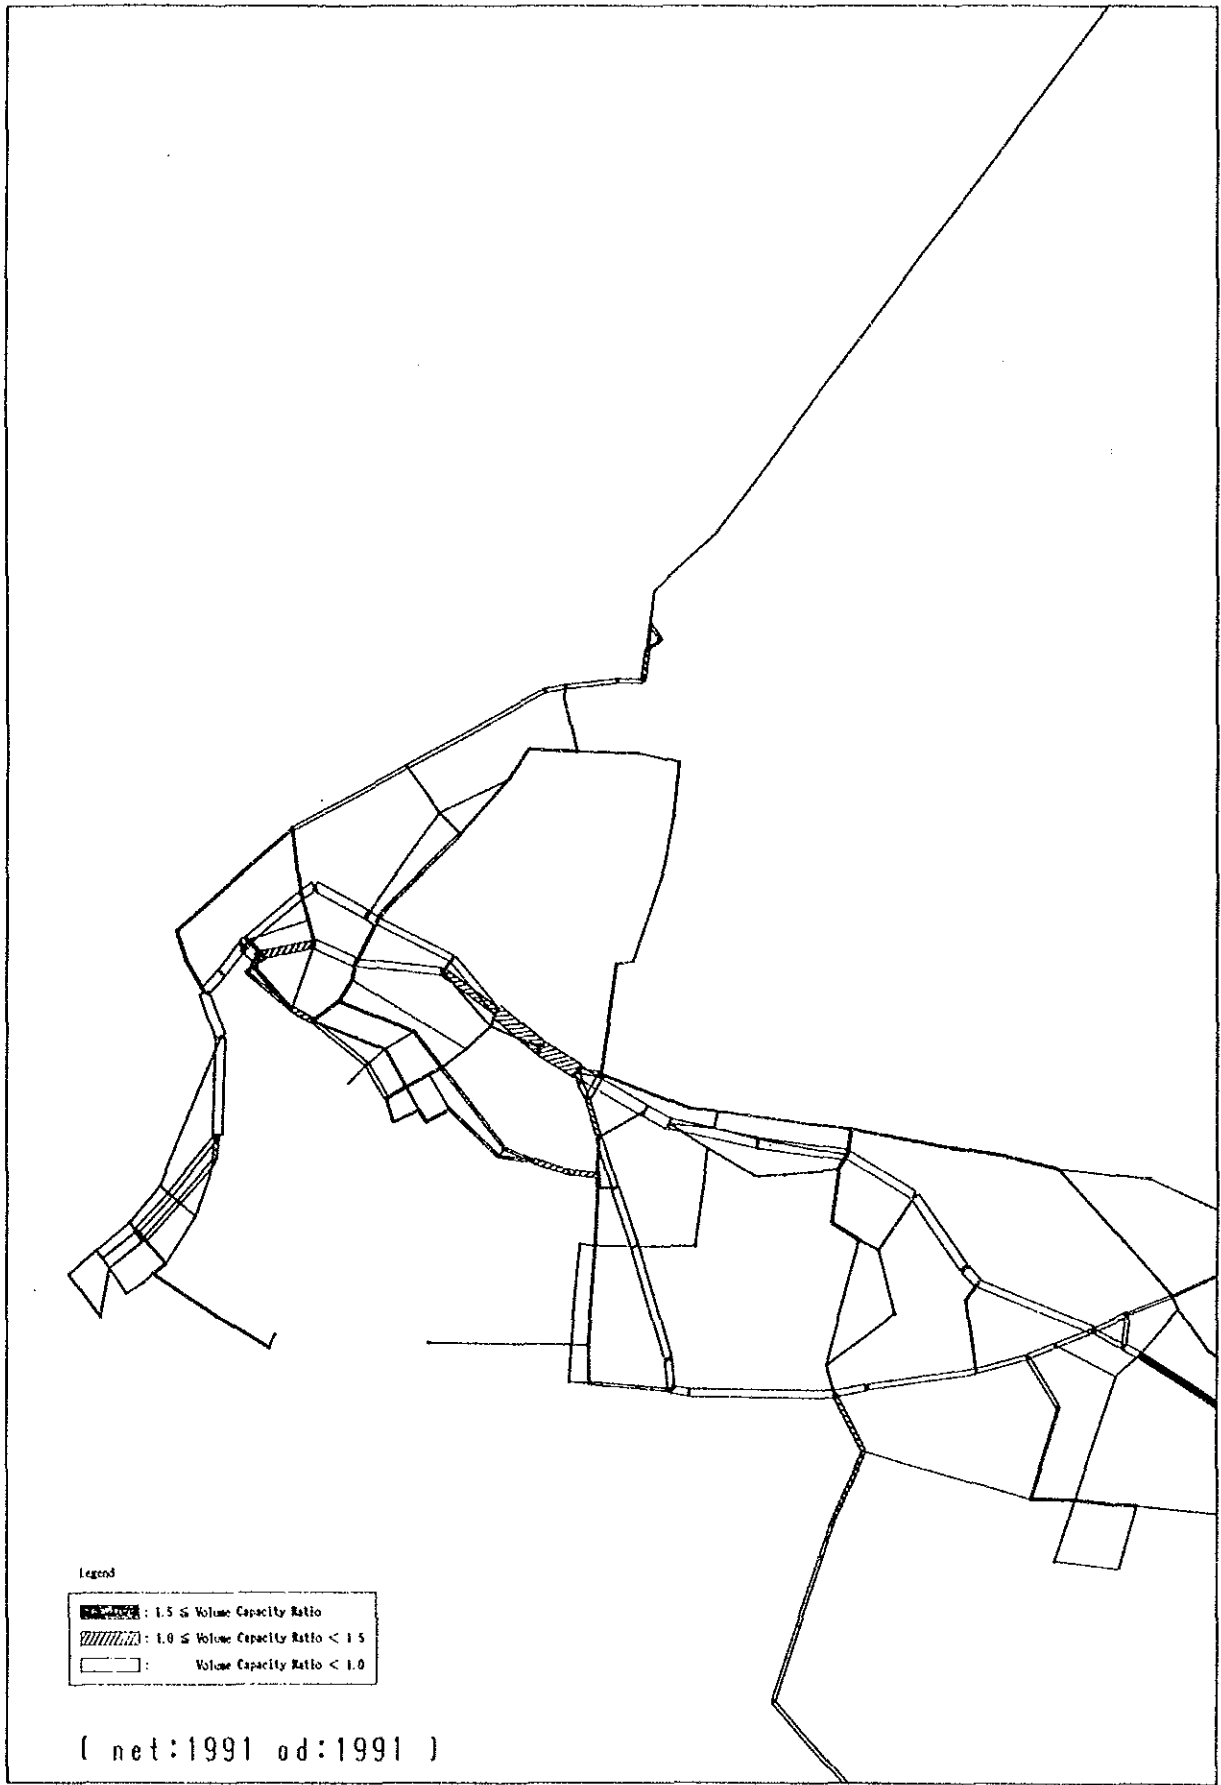 Legend
: 1.5 ≤ Volume Capacity Ratio
: 1.0 ≤ Volume Capacity Ratio < 1 5
: Volume Capacity Ratio < 1.0
( net:1991 od:1991 )